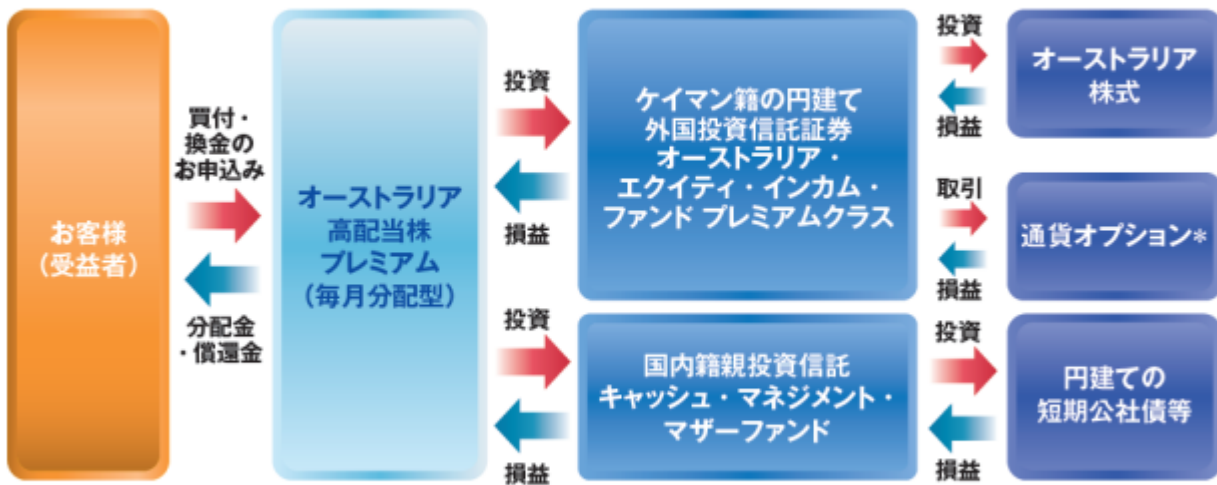 お客様
（受益者）
買付・
換金の
お申込み
分配金
・償還金
オーストラリア
高配当株
プレミアム
（毎月分配型）
投資
損益
投資
損益
ケイマン籍の円建て
外国投資信託証券
オーストラリア・
エクイティ・インカム・
ファンド プレミアムクラス
国内籍親投資信託
キャッシュ・マネジメント・
マザーファンド
投資
損益
取引
損益
投資
損益
オーストラリア
株式
通貨オプション*
円建ての
短期公社債等